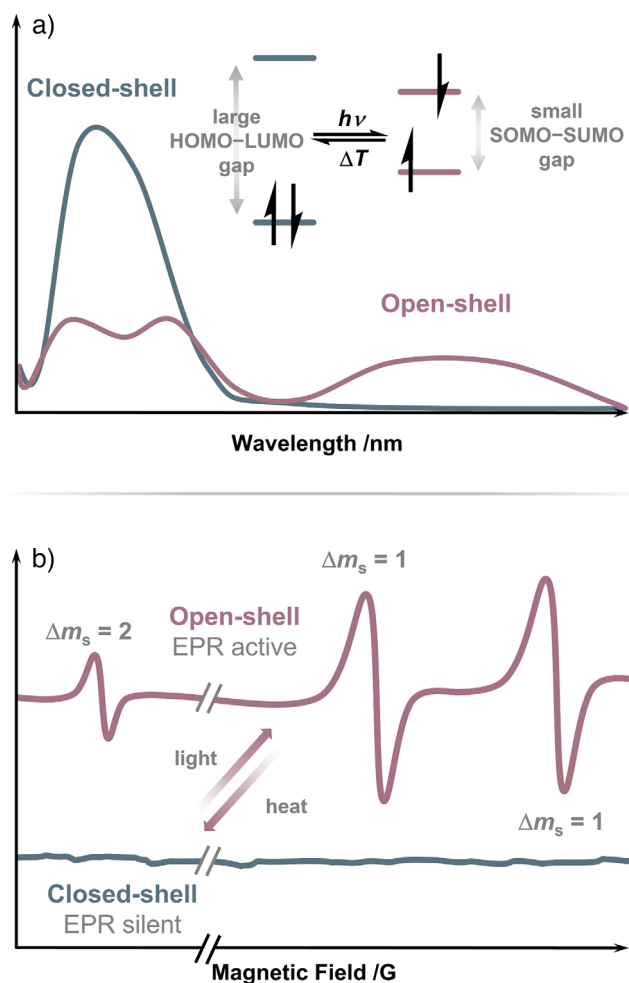 a)
Closed-shell
large
HOMO−LUMO
gap
hν
ΔT
small
SOMO−SUMO
gap
Open-shell
Wavelength /nm
b)
Δms = 1
Open-shell
EPR active
Δms = 2
light
heat
Δms = 1
Closed-shell
EPR silent
Magnetic Field /G